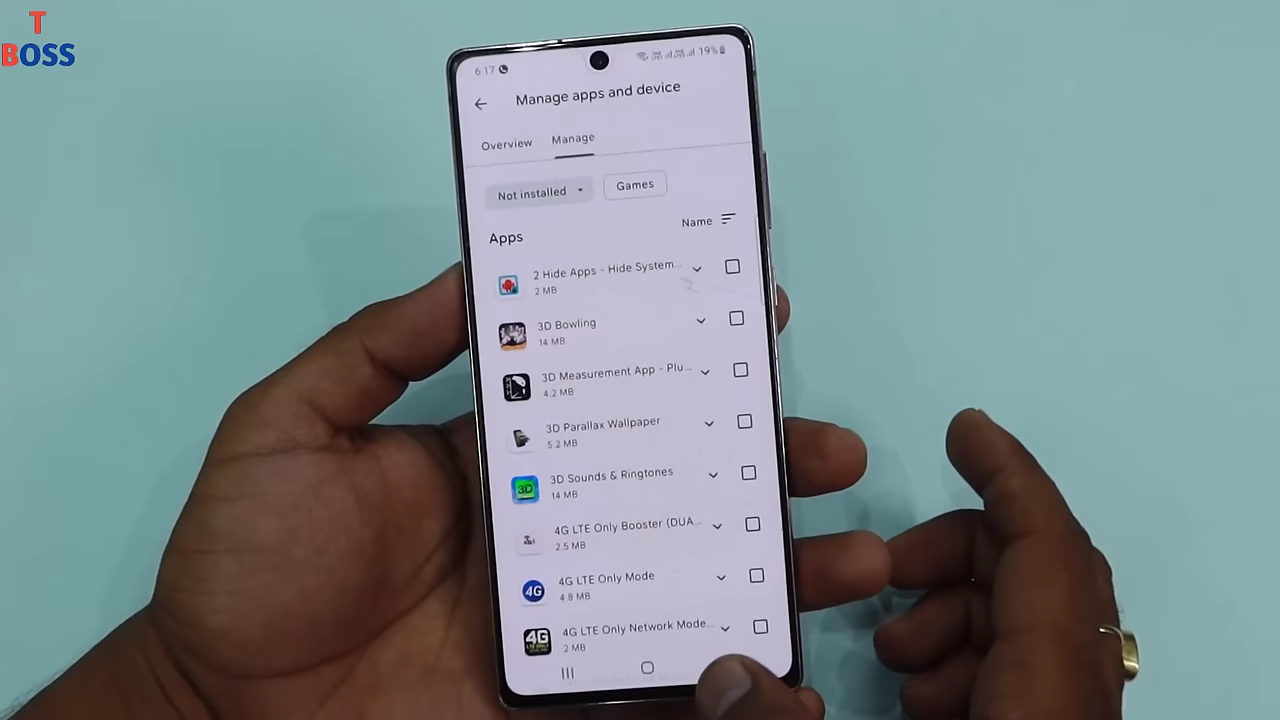 T
BOSS
6:17
19%
Manage apps and device
Overview
Manage
Not installed
Games
Name
Apps
2 Hide Apps - Hide System...
2 MB
3D Bowling
14 MB
3D Measurement App - Plu...
4.2 MB
3D Parallax Wallpaper
5.2 MB
3D Sounds & Ringtones
14 MB
3D
4G LTE Only Booster (DUA...
2.5 MB
4G LTE Only Mode
4.8 MB
4G
4G LTE Only Network Mode...
2 MB
4G